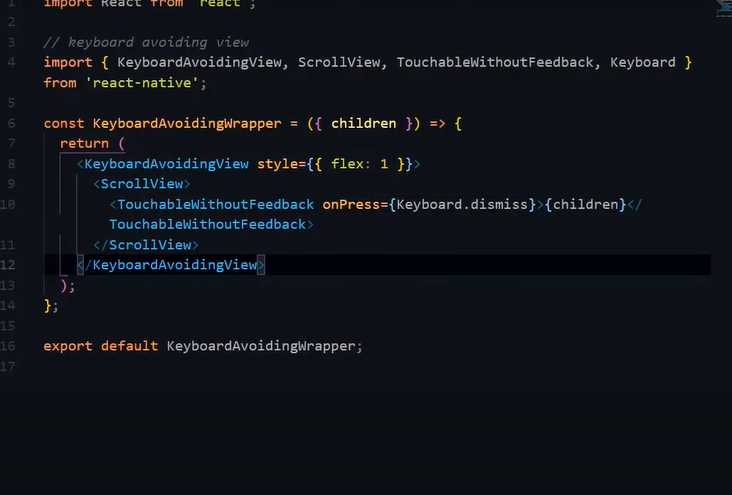 1 import React from 'react';
2
3 // keyboard avoiding view
4 import { KeyboardAvoidingView, ScrollView, TouchableWithoutFeedback, Keyboard }
from 'react-native';
5
6 const KeyboardAvoidingWrapper = ({ children }) => {
7 return (
8 <KeyboardAvoidingView style={{ flex: 1 }}>
9 <ScrollView>
10 <TouchableWithoutFeedback onPress={Keyboard.dismiss}>{children}</
TouchableWithoutFeedback>
11 </ScrollView>
12 </KeyboardAvoidingView>
13 );
14 };
15
16 export default KeyboardAvoidingWrapper;
17